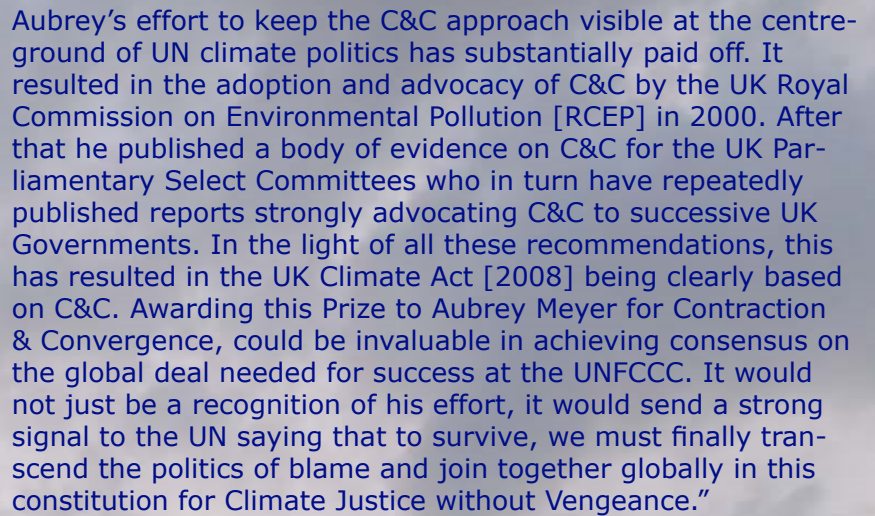 Aubrey’s effort to keep the C&C approach visible at the centre-
ground of UN climate politics has substantially paid off. It
resulted in the adoption and advocacy of C&C by the UK Royal
Commission on Environmental Pollution [RCEP] in 2000. After
that he published a body of evidence on C&C for the UK Par-
liamentary Select Committees who in turn have repeatedly
published reports strongly advocating C&C to successive UK
Governments. In the light of all these recommendations, this
has resulted in the UK Climate Act [2008] being clearly based
on C&C. Awarding this Prize to Aubrey Meyer for Contraction
& Convergence, could be invaluable in achieving consensus on
the global deal needed for success at the UNFCCC. It would
not just be a recognition of his effort, it would send a strong
signal to the UN saying that to survive, we must finally tran-
scend the politics of blame and join together globally in this
constitution for Climate Justice without Vengeance.”